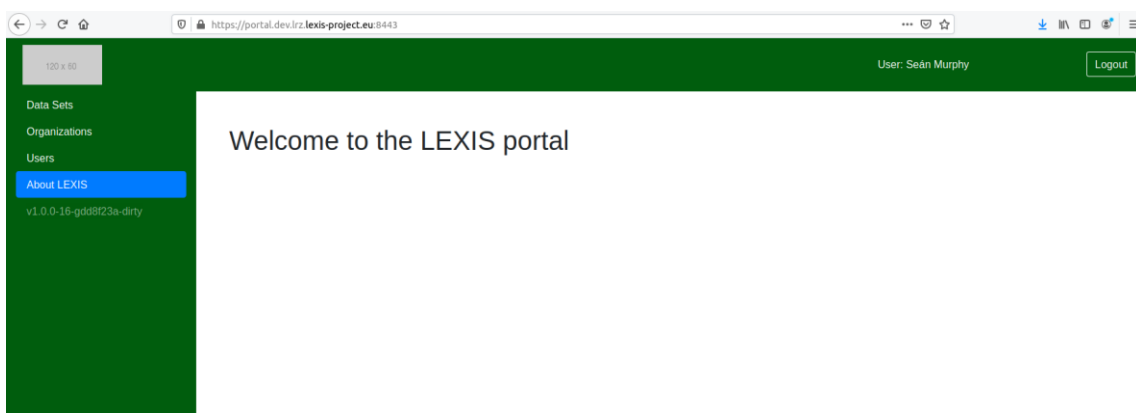 https://portal.dev.lrz.lexis-project.eu:8443
120 x 60
User: Seán Murphy
Logout
Data Sets
Organizations
Users
About LEXIS
v1.0.0-16-gdd8f23a-dirty
Welcome to the LEXIS portal